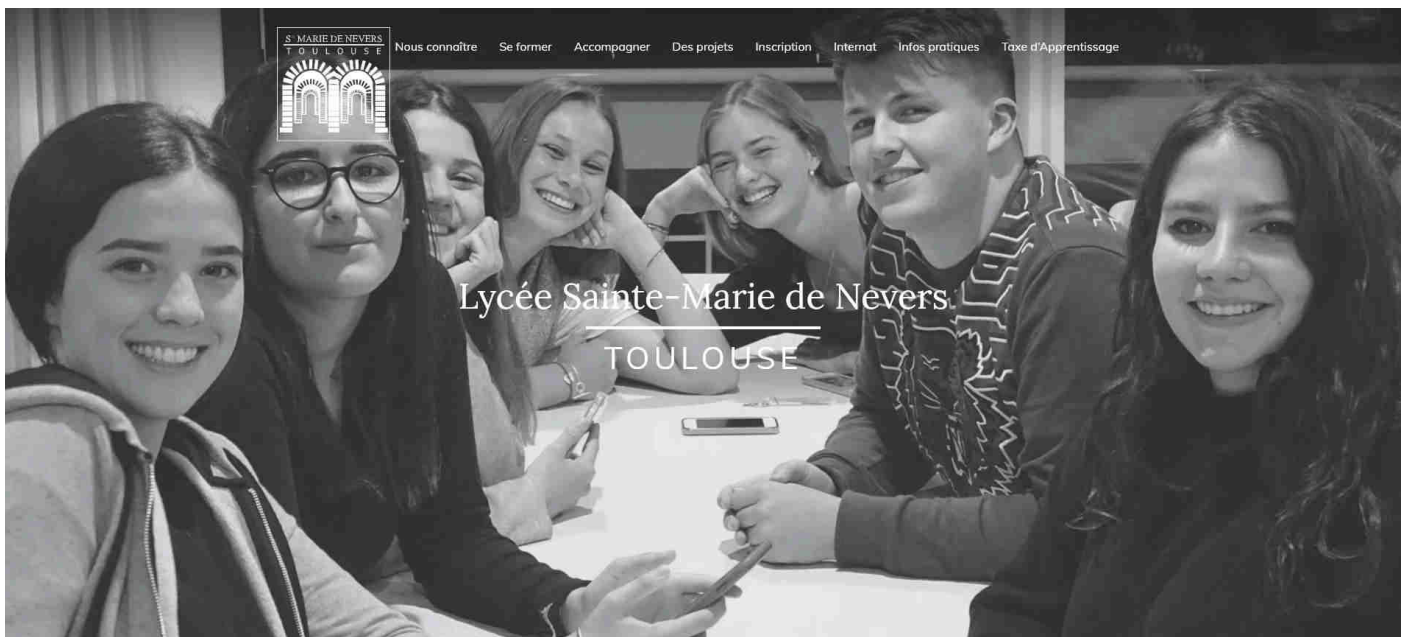 Sᵗᵉ MARIE DE NEVERS
TOULOUSE
Nous connaître Se former Accompagner Des projets Inscription Internat Infos pratiques Taxe d'Apprentissage
Lycée Sainte-Marie de Nevers
TOULOUSE